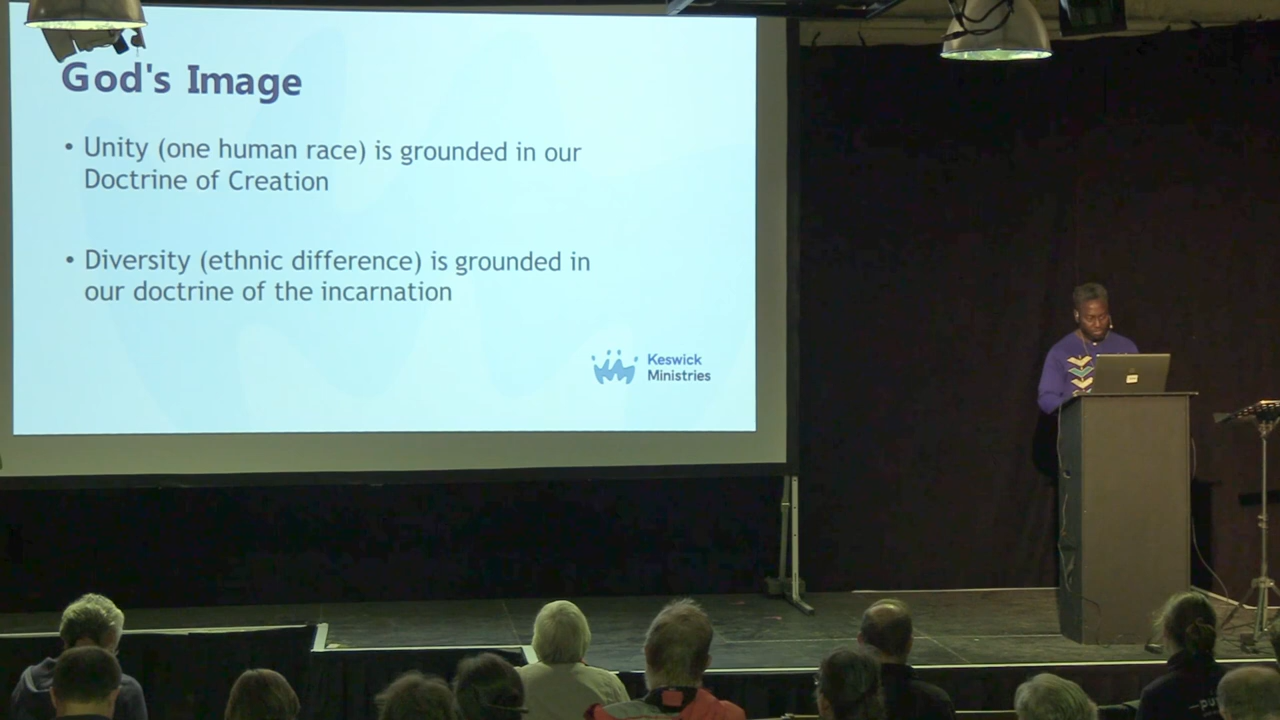 God's Image
• Unity (one human race) is grounded in our
Doctrine of Creation
• Diversity (ethnic difference) is grounded in
our doctrine of the incarnation
Keswick
Ministries